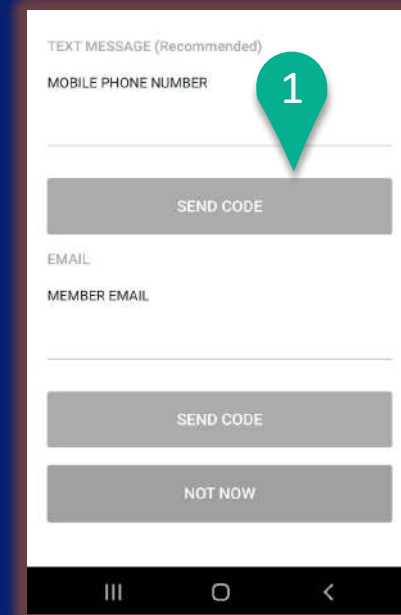 TEXT MESSAGE (Recommended)
MOBILE PHONE NUMBER
1
SEND CODE
EMAIL
MEMBER EMAIL
SEND CODE
NOT NOW